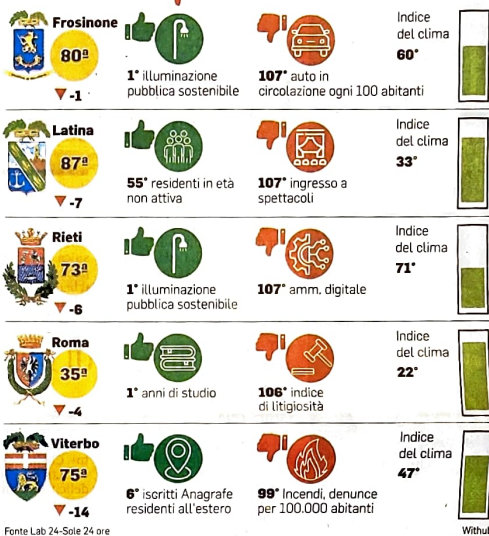 Frosinone
80ª
-1
1° illuminazione
pubblica sostenibile
107° auto in
circolazione ogni 100 abitanti
Indice
del clima
60°
Latina
87ª
-7
55° residenti in età
non attiva
107° ingresso a
spettacoli
Indice
del clima
33°
Rieti
73ª
-6
1° illuminazione
pubblica sostenibile
107° amm. digitale
Indice
del clima
71°
Roma
35ª
-4
1° anni di studio
106° indice
di litigiosità
Indice
del clima
22°
Viterbo
75ª
-14
6° iscritti Anagrafe
residenti all'estero
99° Incendi, denunce
per 100.000 abitanti
Indice
del clima
47°
Fonte Lab 24-Sole 24 ore
Withub